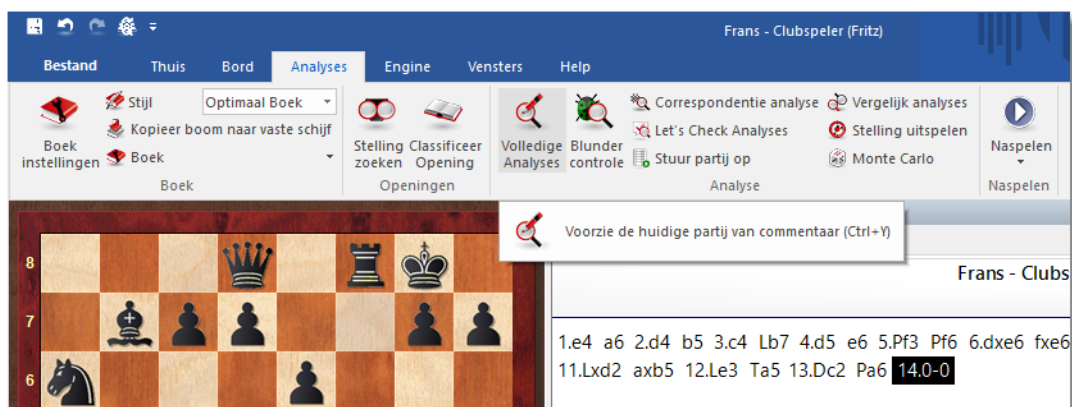 Frans - Clubspeler (Fritz)
Bestand Thuis Bord Analyses Engine Vensters Help
Stijl Optimaal Boek
Kopieer boom naar vaste schijf
Boek
Boek instellingen
Boek
Stelling zoeken
Classificeer Opening
Openingen
Volledige Analyses
Blunder controle
Correspondentie analyse
Let's Check Analyses
Stuur partij op
Vergelijk analyses
Stelling uitspelen
Monte Carlo
Analyse
Naspelen
Naspelen
Voorzie de huidige partij van commentaar (Ctrl+Y)
8
7
6
Frans - Clubs
1.e4 a6 2.d4 b5 3.c4 Lb7 4.d5 e6 5.Pf3 Pf6 6.dxe6 fxe6
11.Lxd2 axb5 12.Le3 Ta5 13.Dc2 Pa6 14.0-0